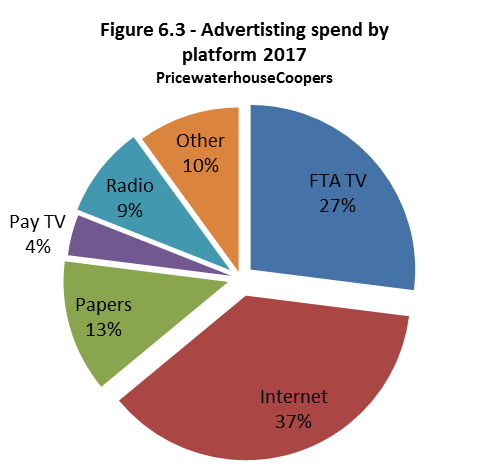 Figure 6.3 - Advertisting spend by
platform 2017
PricewaterhouseCoopers
Other
10%
FTA TV
27%
Radio
9%
Pay TV
4%
Papers
13%
Internet
37%